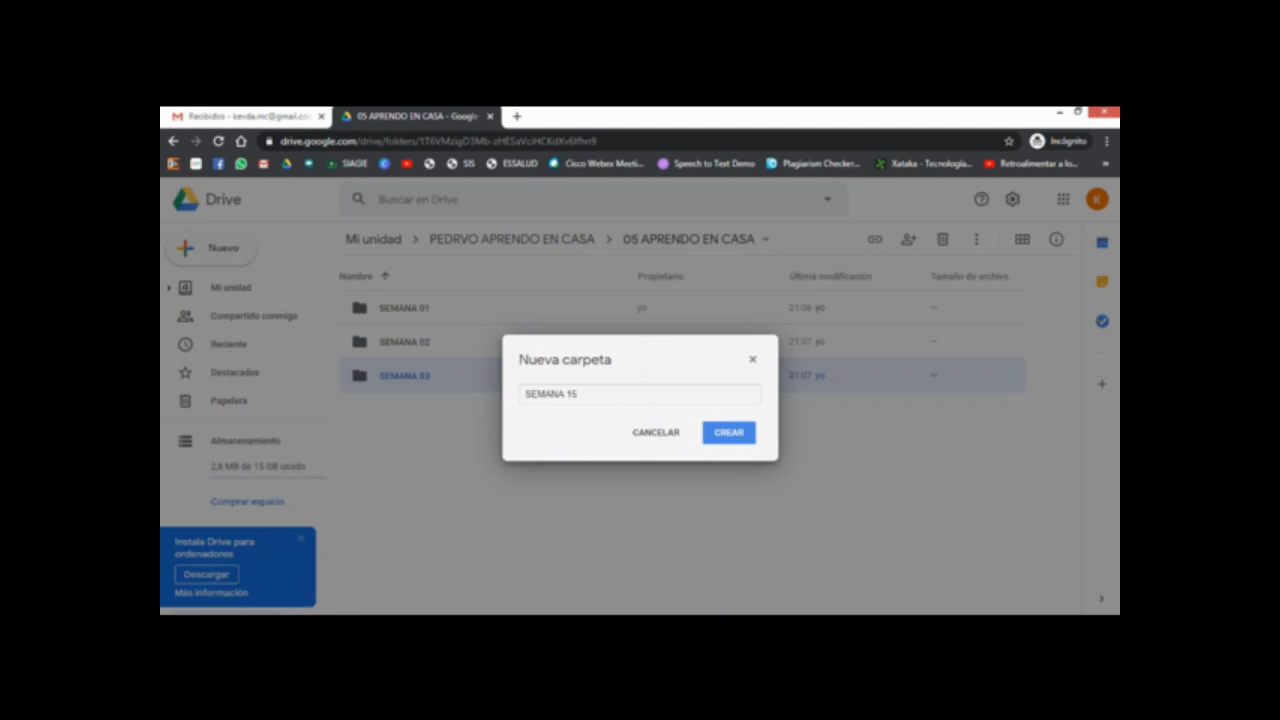 Recibidos - kevda.mc@gmail.co
05 APRENDO EN CASA - Google
drive.google.com/drive/folders/
Incógnito
SIAGIE
SIS
ESSALUD
Cisco Webex Meeti...
Speech to Text Demo
Plagiarism Checker...
Xataka - Tecnología...
Retroalimentar a lo...
Drive
Buscar en Drive
K
Nuevo
Mi unidad > PEDRVO APRENDO EN CASA > 05 APRENDO EN CASA
Nombre
Propietario
Última modificación
Tamaño de archivo
Mi unidad
Compartido conmigo
Reciente
Destacados
Papelera
Almacenamiento
2,8 MB de 15 GB usado
Comprar espacio
SEMANA 01 yo 21:06 yo –
SEMANA 02 21:07 yo –
SEMANA 03 21:07 yo –
Nueva carpeta
SEMANA 15
CANCELAR
CREAR
Instala Drive para
ordenadores
Descargar
Más información